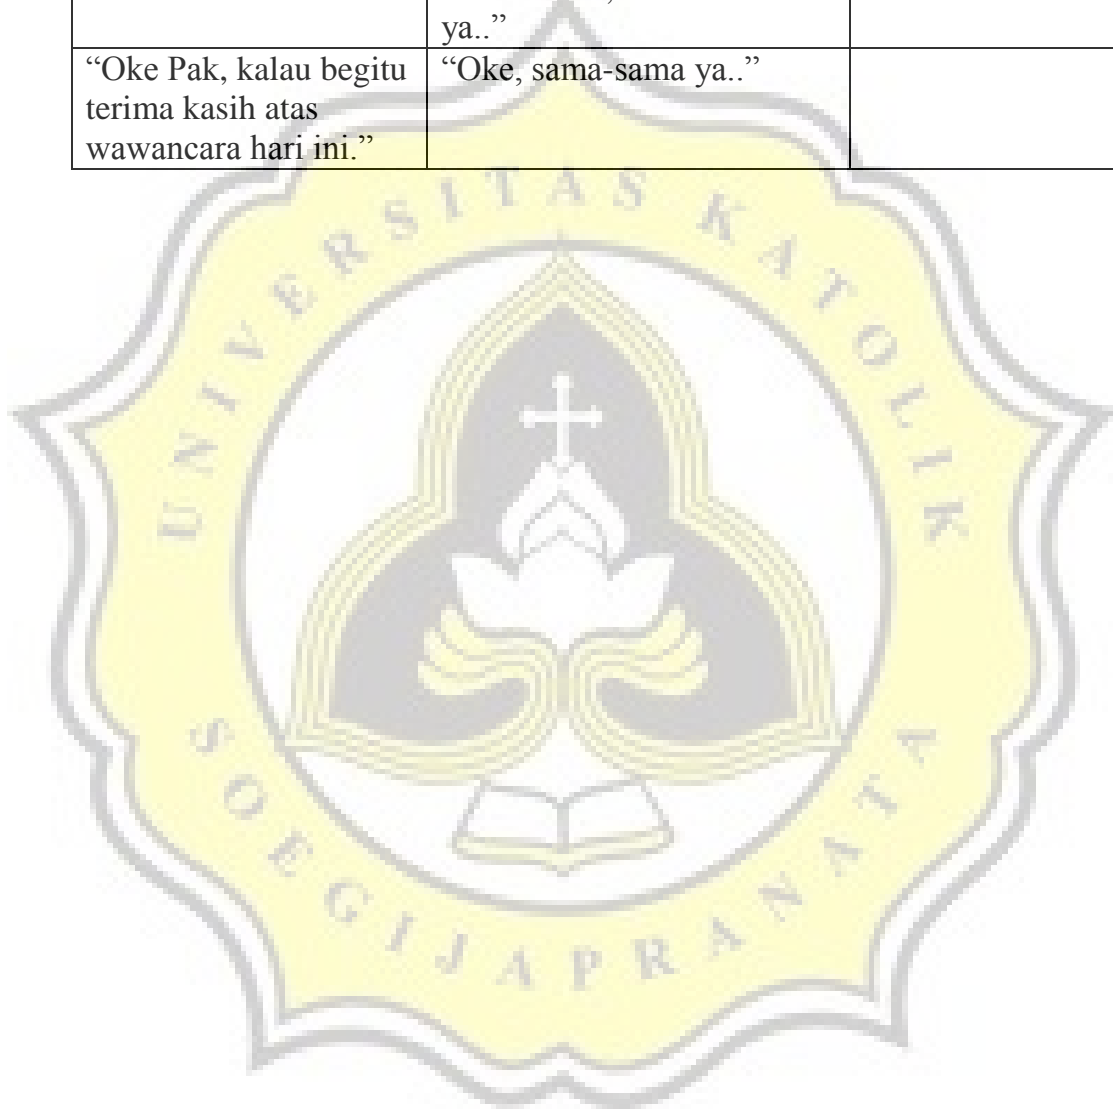 ya..”
“Oke Pak, kalau begitu
terima kasih atas
wawancara hari ini.”
“Oke, sama-sama ya..”
UNIVERSITAS KATOLIK
SOEGIJAPRANATA